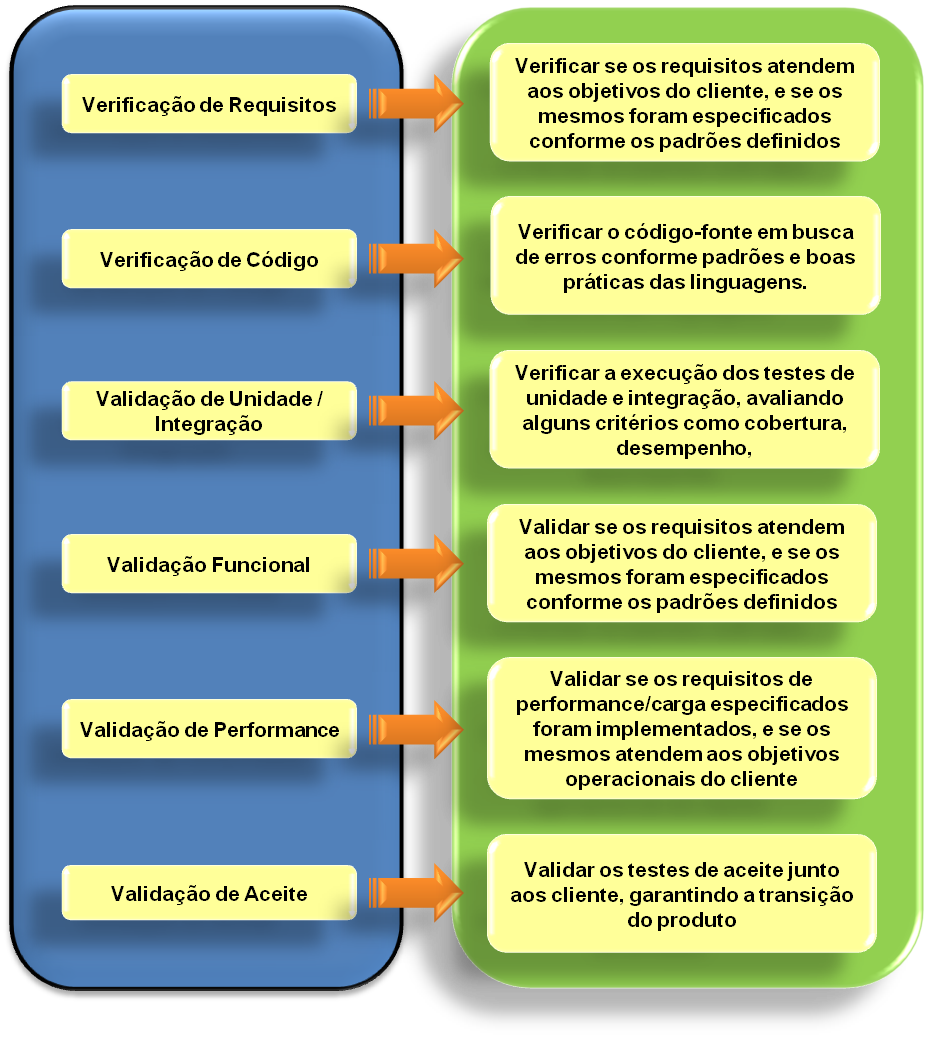 Verificação de Requisitos
Verificar se os requisitos atendem
aos objetivos do cliente, e se os
mesmos foram especificados
conforme os padrões definidos
Verificação de Código
Verificar o código-fonte em busca
de erros conforme padrões e boas
práticas das linguagens.
Validação de Unidade /
Integração
Verificar a execução dos testes de
unidade e integração, avaliando
alguns critérios como cobertura,
desempenho,
Validação Funcional
Validar se os requisitos atendem
aos objetivos do cliente, e se os
mesmos foram especificados
conforme os padrões definidos
Validação de Performance
Validar se os requisitos de
performance/carga especificados
foram implementados, e se os
mesmos atendem aos objetivos
operacionais do cliente
Validação de Aceite
Validar os testes de aceite junto
aos cliente, garantindo a transição
do produto